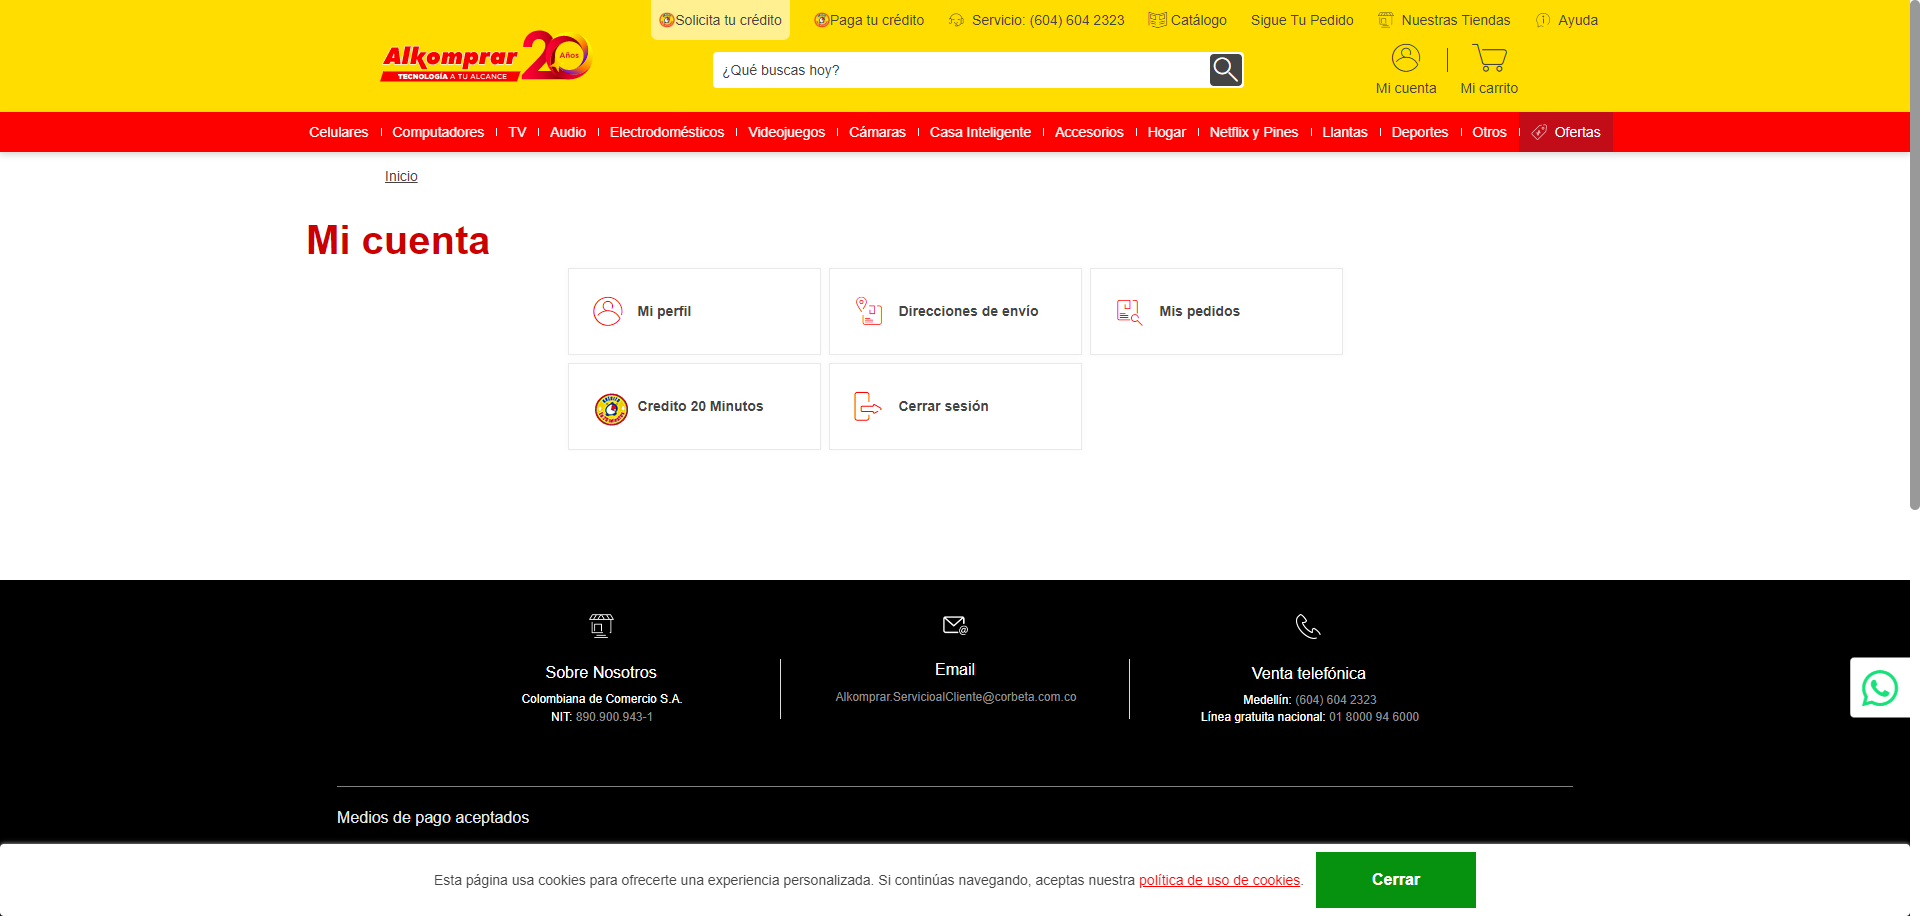 Solicita tu crédito
Paga tu crédito
Servicio: (604) 604 2323
Catálogo
Sigue Tu Pedido
Nuestras Tiendas
Ayuda
Alkomprar 20 Años
TECNOLOGÍA A TU ALCANCE
¿Qué buscas hoy?
Mi cuenta
Mi carrito
Celulares
Computadores
TV
Audio
Electrodomésticos
Videojuegos
Cámaras
Casa Inteligente
Accesorios
Hogar
Netflix y Pines
Llantas
Deportes
Otros
Ofertas
Inicio
Mi cuenta
Mi perfil
Direcciones de envío
Mis pedidos
Credito 20 Minutos
Cerrar sesión
Sobre Nosotros
Colombiana de Comercio S.A.
NIT: 890.900.943-1
Email
Alkomprar.ServicioalCliente@corbeta.com.co
Venta telefónica
Medellín: (604) 604 2323
Línea gratuita nacional: 01 8000 94 6000
Medios de pago aceptados
Esta página usa cookies para ofrecerte una experiencia personalizada. Si continúas navegando, aceptas nuestra política de uso de cookies.
Cerrar